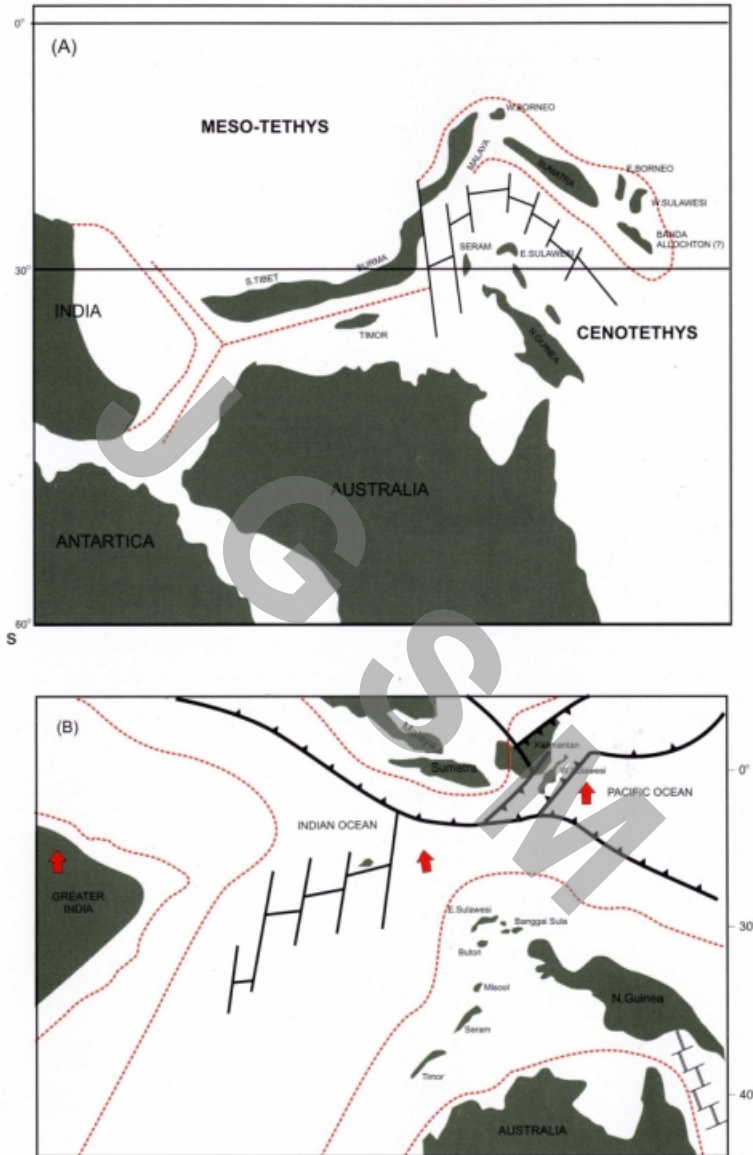 0°
(A)
W.BORNEO
MESO-TETHYS
MALAYA
SUMATRA
E.BORNEO
W.SULAWESI
BANDA
ALLOCHTON (?)
SERAM
E.SULAWESI
BURMA
S.TIBET
30°
INDIA
TIMOR
N.GUINEA
CENOTETHYS
AUSTRALIA
ANTARTICA
60°
S
JGSM
(B)
Malaya
Kalimantan
Sumatra
W.Sulawesi
0°
PACIFIC OCEAN
INDIAN OCEAN
GREATER
INDIA
E.Sulawesi
Banggai Sula
30
Buton
Misool
N.Guinea
Seram
Timor
40
AUSTRALIA